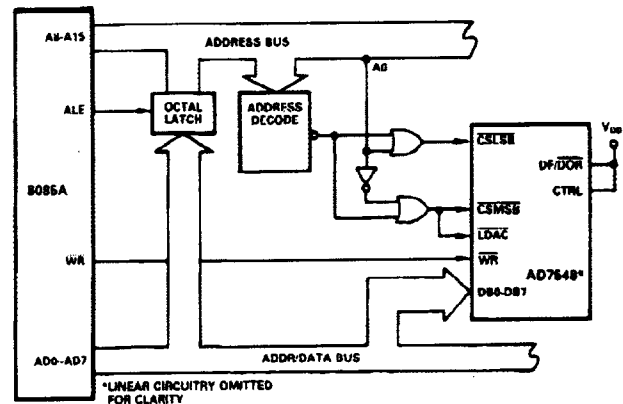 A8-A15
ADDRESS BUS
A0
ALE
OCTAL
LATCH
ADDRESS
DECODE
8085A
VDD
CSLSB
DF/DOR
CTRL
CSMSB
LDAC
WR
WR
AD7548*
DB0-DB7
AD0-AD7
ADDR/DATA BUS
*LINEAR CIRCUITRY OMITTED
FOR CLARITY